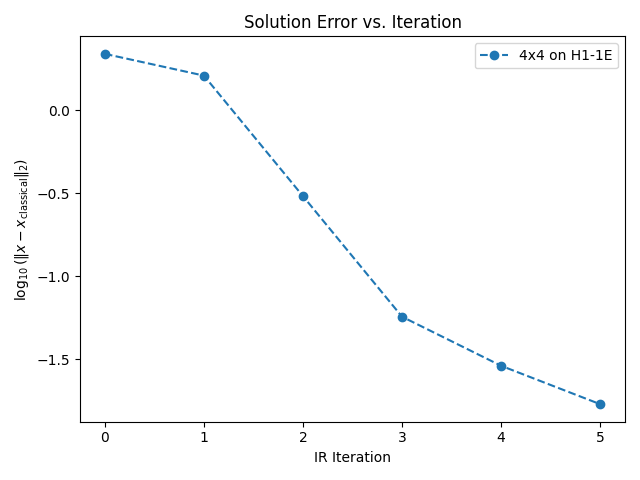 Solution Error vs. Iteration
4x4 on H1-1E
log₁₀(‖x − x_classical‖₂)
0.0
−0.5
−1.0
−1.5
0 1 2 3 4 5
IR Iteration